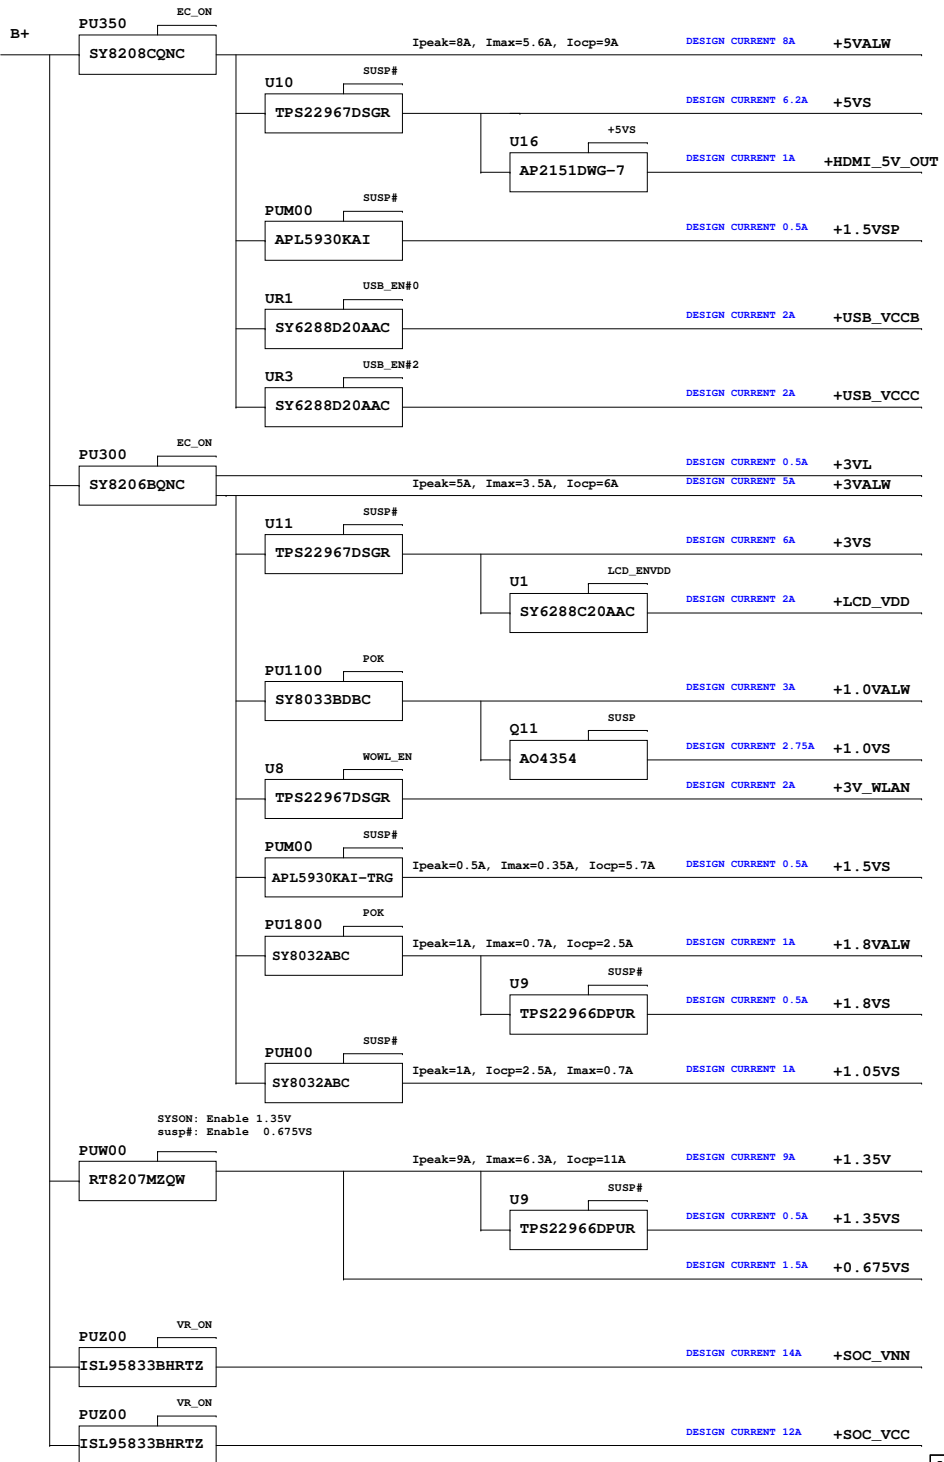 B+
PU350
EC_ON
SY8208CQNC
Ipeak=8A, Imax=5.6A, Iocp=9A
DESIGN CURRENT 8A
+5VALW
U10
SUSP#
TPS22967DSGR
DESIGN CURRENT 6.2A
+5VS
U16
+5VS
AP2151DWG-7
DESIGN CURRENT 1A
+HDMI_5V_OUT
PUM00
SUSP#
APL5930KAI
DESIGN CURRENT 0.5A
+1.5VSP
UR1
USB_EN#0
SY6288D20AAC
DESIGN CURRENT 2A
+USB_VCCB
UR3
USB_EN#2
SY6288D20AAC
DESIGN CURRENT 2A
+USB_VCCC
PU300
EC_ON
SY8206BQNC
DESIGN CURRENT 0.5A
+3VL
Ipeak=5A, Imax=3.5A, Iocp=6A
DESIGN CURRENT 5A
+3VALW
U11
SUSP#
TPS22967DSGR
DESIGN CURRENT 6A
+3VS
U1
LCD_ENVDD
SY6288C20AAC
DESIGN CURRENT 2A
+LCD_VDD
PU1100
POK
SY8033BDBC
DESIGN CURRENT 3A
+1.0VALW
Q11
SUSP
AO4354
DESIGN CURRENT 2.75A
+1.0VS
U8
WOWL_EN
TPS22967DSGR
DESIGN CURRENT 2A
+3V_WLAN
PUM00
SUSP#
APL5930KAI-TRG
Ipeak=0.5A, Imax=0.35A, Iocp=5.7A
DESIGN CURRENT 0.5A
+1.5VS
PU1800
POK
SY8032ABC
Ipeak=1A, Imax=0.7A, Iocp=2.5A
DESIGN CURRENT 1A
+1.8VALW
U9
SUSP#
TPS22966DPUR
DESIGN CURRENT 0.5A
+1.8VS
PUH00
SUSP#
SY8032ABC
Ipeak=1A, Iocp=2.5A, Imax=0.7A
DESIGN CURRENT 1A
+1.05VS
SYSON: Enable 1.35V
susp#: Enable 0.675VS
PUW00
RT8207MZQW
Ipeak=9A, Imax=6.3A, Iocp=11A
DESIGN CURRENT 9A
+1.35V
U9
SUSP#
TPS22966DPUR
DESIGN CURRENT 0.5A
+1.35VS
DESIGN CURRENT 1.5A
+0.675VS
PUZ00
VR_ON
ISL95833BHRTZ
DESIGN CURRENT 14A
+SOC_VNN
PUZ00
VR_ON
ISL95833BHRTZ
DESIGN CURRENT 12A
+SOC_VCC